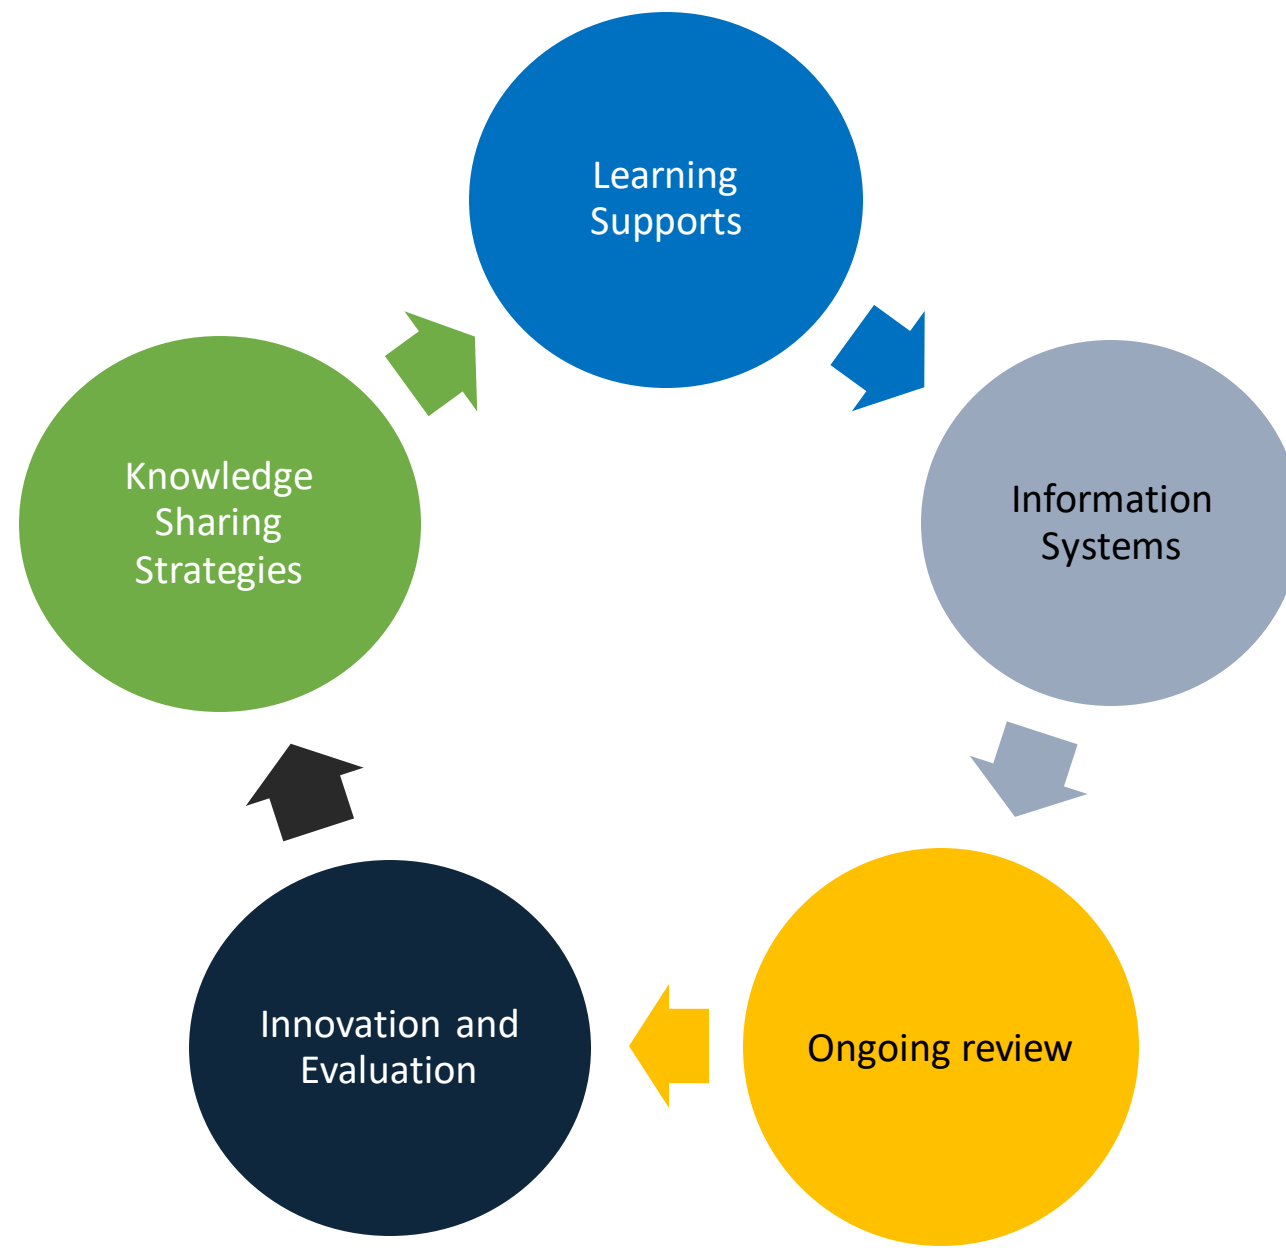 Learning
Supports
Information
Systems
Ongoing review
Innovation and
Evaluation
Knowledge
Sharing
Strategies